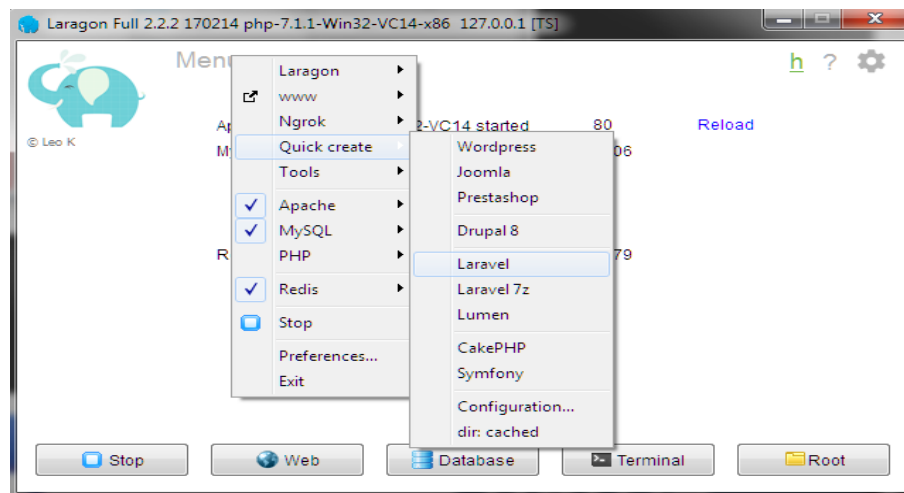 Laragon Full 2.2.2 170214 php-7.1.1-Win32-VC14-x86 127.0.0.1 [TS]
Menu
h ?
© Leo K
Laragon
www
Ngrok
Quick create
Tools
Apache
MySQL
PHP
Redis
Stop
Preferences...
Exit
2-VC14 started 80 Reload
06
79
Wordpress
Joomla
Prestashop
Drupal 8
Laravel
Laravel 7z
Lumen
CakePHP
Symfony
Configuration...
dir: cached
Stop Web Database Terminal Root